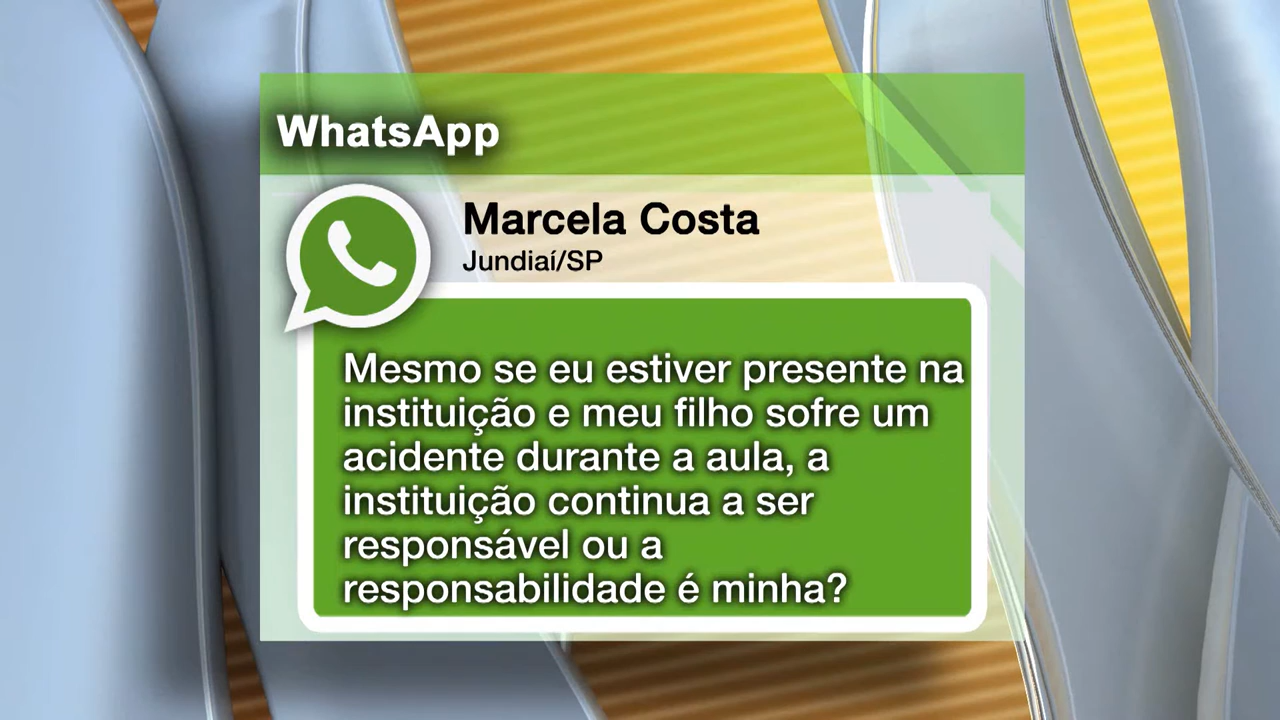 WhatsApp
Marcela Costa
Jundiaí/SP
Mesmo se eu estiver presente na
instituição e meu filho sofre um
acidente durante a aula, a
instituição continua a ser
responsável ou a
responsabilidade é minha?